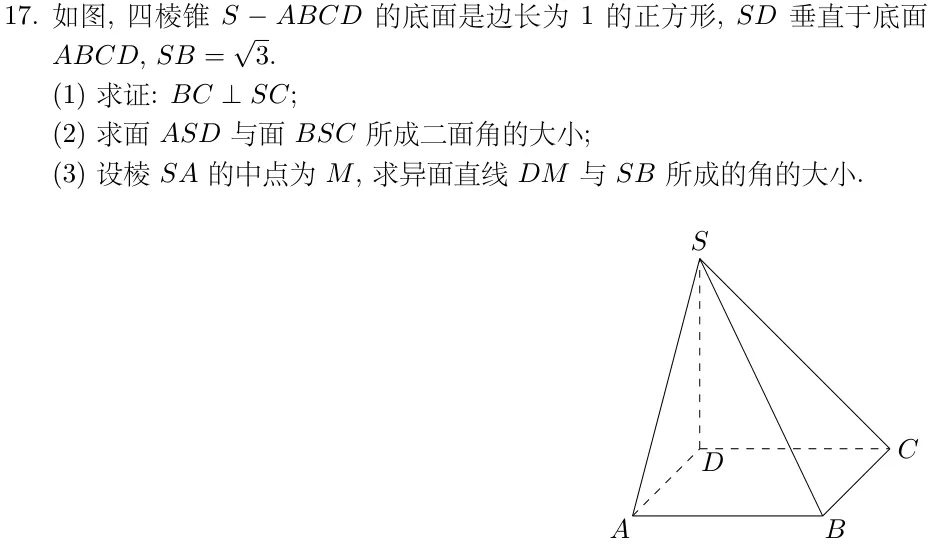 17. 如图, 四棱锥 S − ABCD 的底面是边长为 1 的正方形, SD 垂直于底面
ABCD, SB = √3.
(1) 求证: BC ⊥ SC;
(2) 求面 ASD 与面 BSC 所成二面角的大小;
(3) 设棱 SA 的中点为 M, 求异面直线 DM 与 SB 所成的角的大小.
S
C
D
A
B